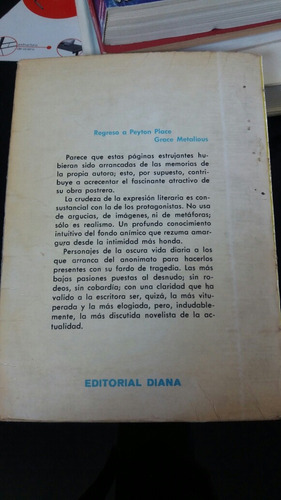 Regreso a Peyton Place
Grace Metalious
Parece que estas páginas estrujantes hu-
bieran sido arrancadas de las memorias de
la propia autora; esto, por supuesto, contri-
buye a acrecentar el fascinante atractivo de
su obra postrera.
La crudeza de la expresión literaria es con-
sustancial con la de los protagonistas. No usa
de argucias, de imágenes, ni de metáforas;
sólo es realismo. Un profundo conocimiento
intuitivo del fondo anímico que rezuma amar-
gura desde la intimidad más honda.
Personajes de la oscura vida diaria a los
que arranca del anonimato para hacerlos
presentes con su fardo de tragedia. Las más
bajas pasiones puestas al desnudo; sin ro-
deos, sin cobardía; con una claridad que ha
valido a la escritora ser, quizá, la más vitu-
perada y la más elogiada, pero, indudable-
mente, la más discutida novelista de la ac-
tualidad.
EDITORIAL DIANA